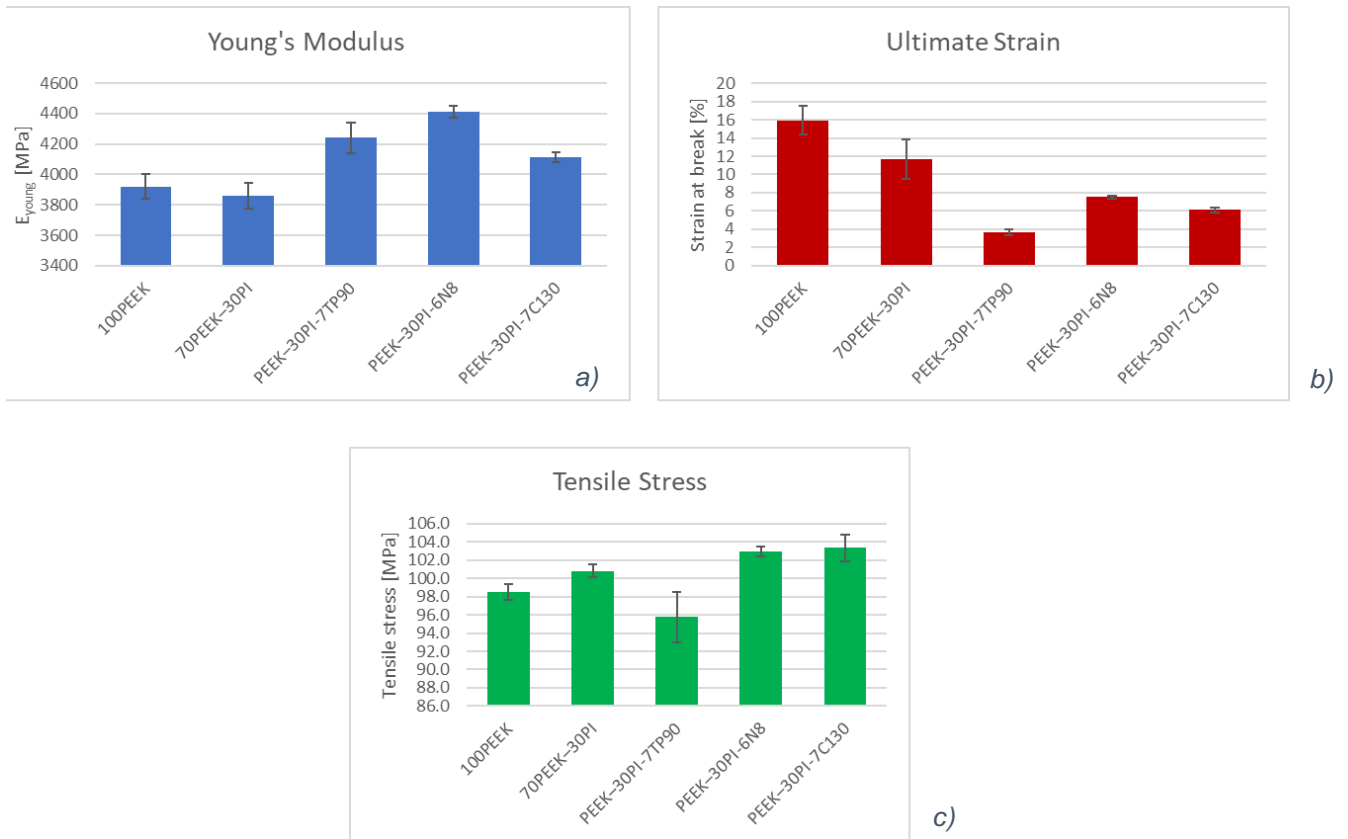 Young's Modulus
E_young [MPa]
4600
4400
4200
4000
3800
3600
3400
100PEEK
70PEEK–30PI
PEEK–30PI-7TP90
PEEK–30PI-6N8
PEEK–30PI-7C130
a)
Ultimate Strain
Strain at break [%]
20
18
16
14
12
10
8
6
4
2
0
100PEEK
70PEEK–30PI
PEEK–30PI-7TP90
PEEK–30PI-6N8
PEEK–30PI-7C130
b)
Tensile Stress
Tensile stress [MPa]
106.0
104.0
102.0
100.0
98.0
96.0
94.0
92.0
90.0
88.0
86.0
100PEEK
70PEEK–30PI
PEEK–30PI-7TP90
PEEK–30PI-6N8
PEEK–30PI-7C130
c)